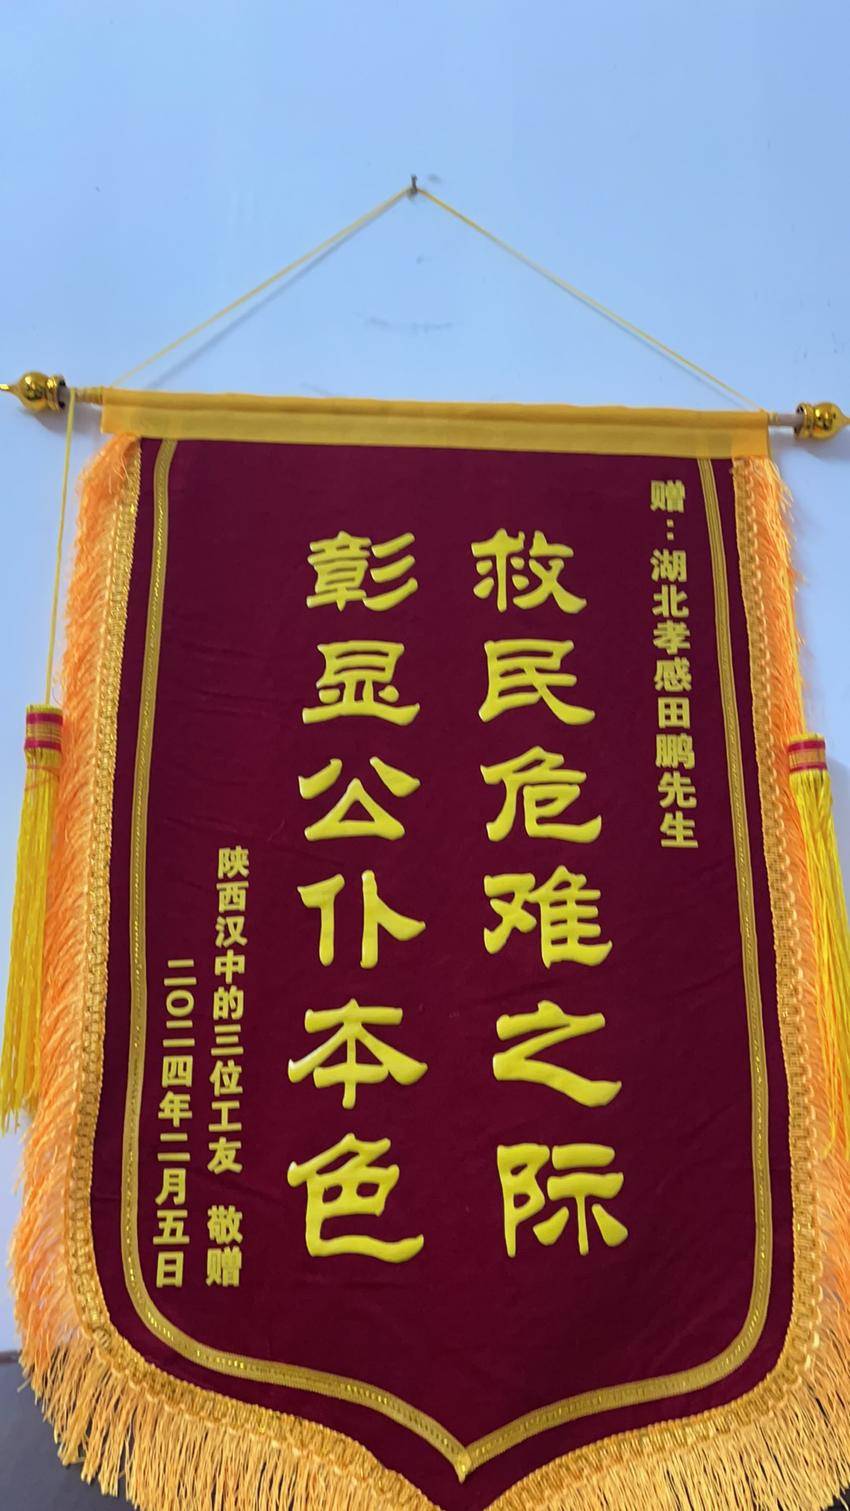 赠：湖北孝感田鹏先生
救民危难之际
彰显公仆本色
陕西汉中的三位工友 敬赠
二〇二四年二月五日